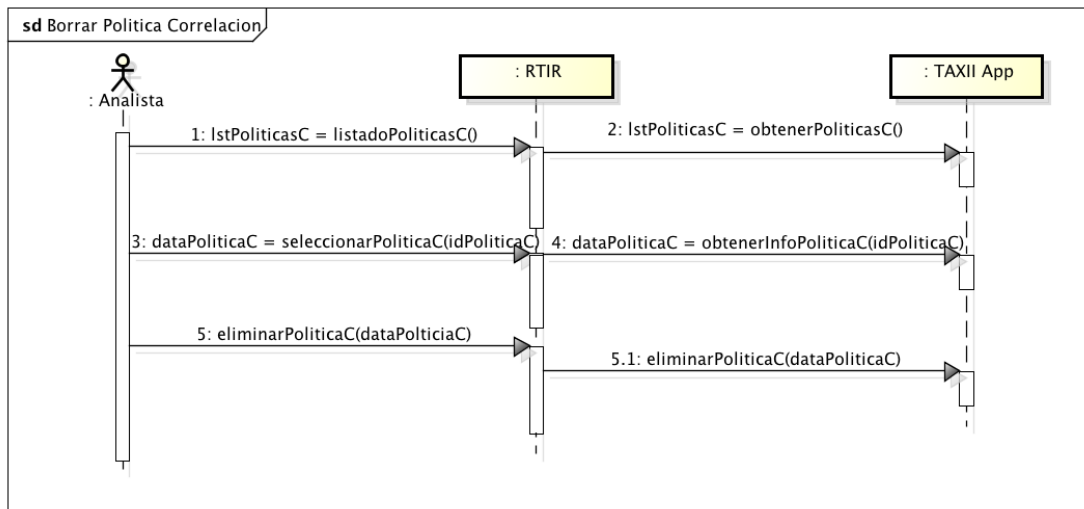 sd Borrar Politica Correlacion
: Analista
: RTIR
: TAXII App
1: lstPoliticasC = listadoPoliticasC()
2: lstPoliticasC = obtenerPoliticasC()
3: dataPoliticaC = seleccionarPoliticaC(idPoliticaC)
4: dataPoliticaC = obtenerInfoPoliticaC(idPoliticaC)
5: eliminarPoliticaC(dataPolticiaC)
5.1: eliminarPoliticaC(dataPoliticaC)